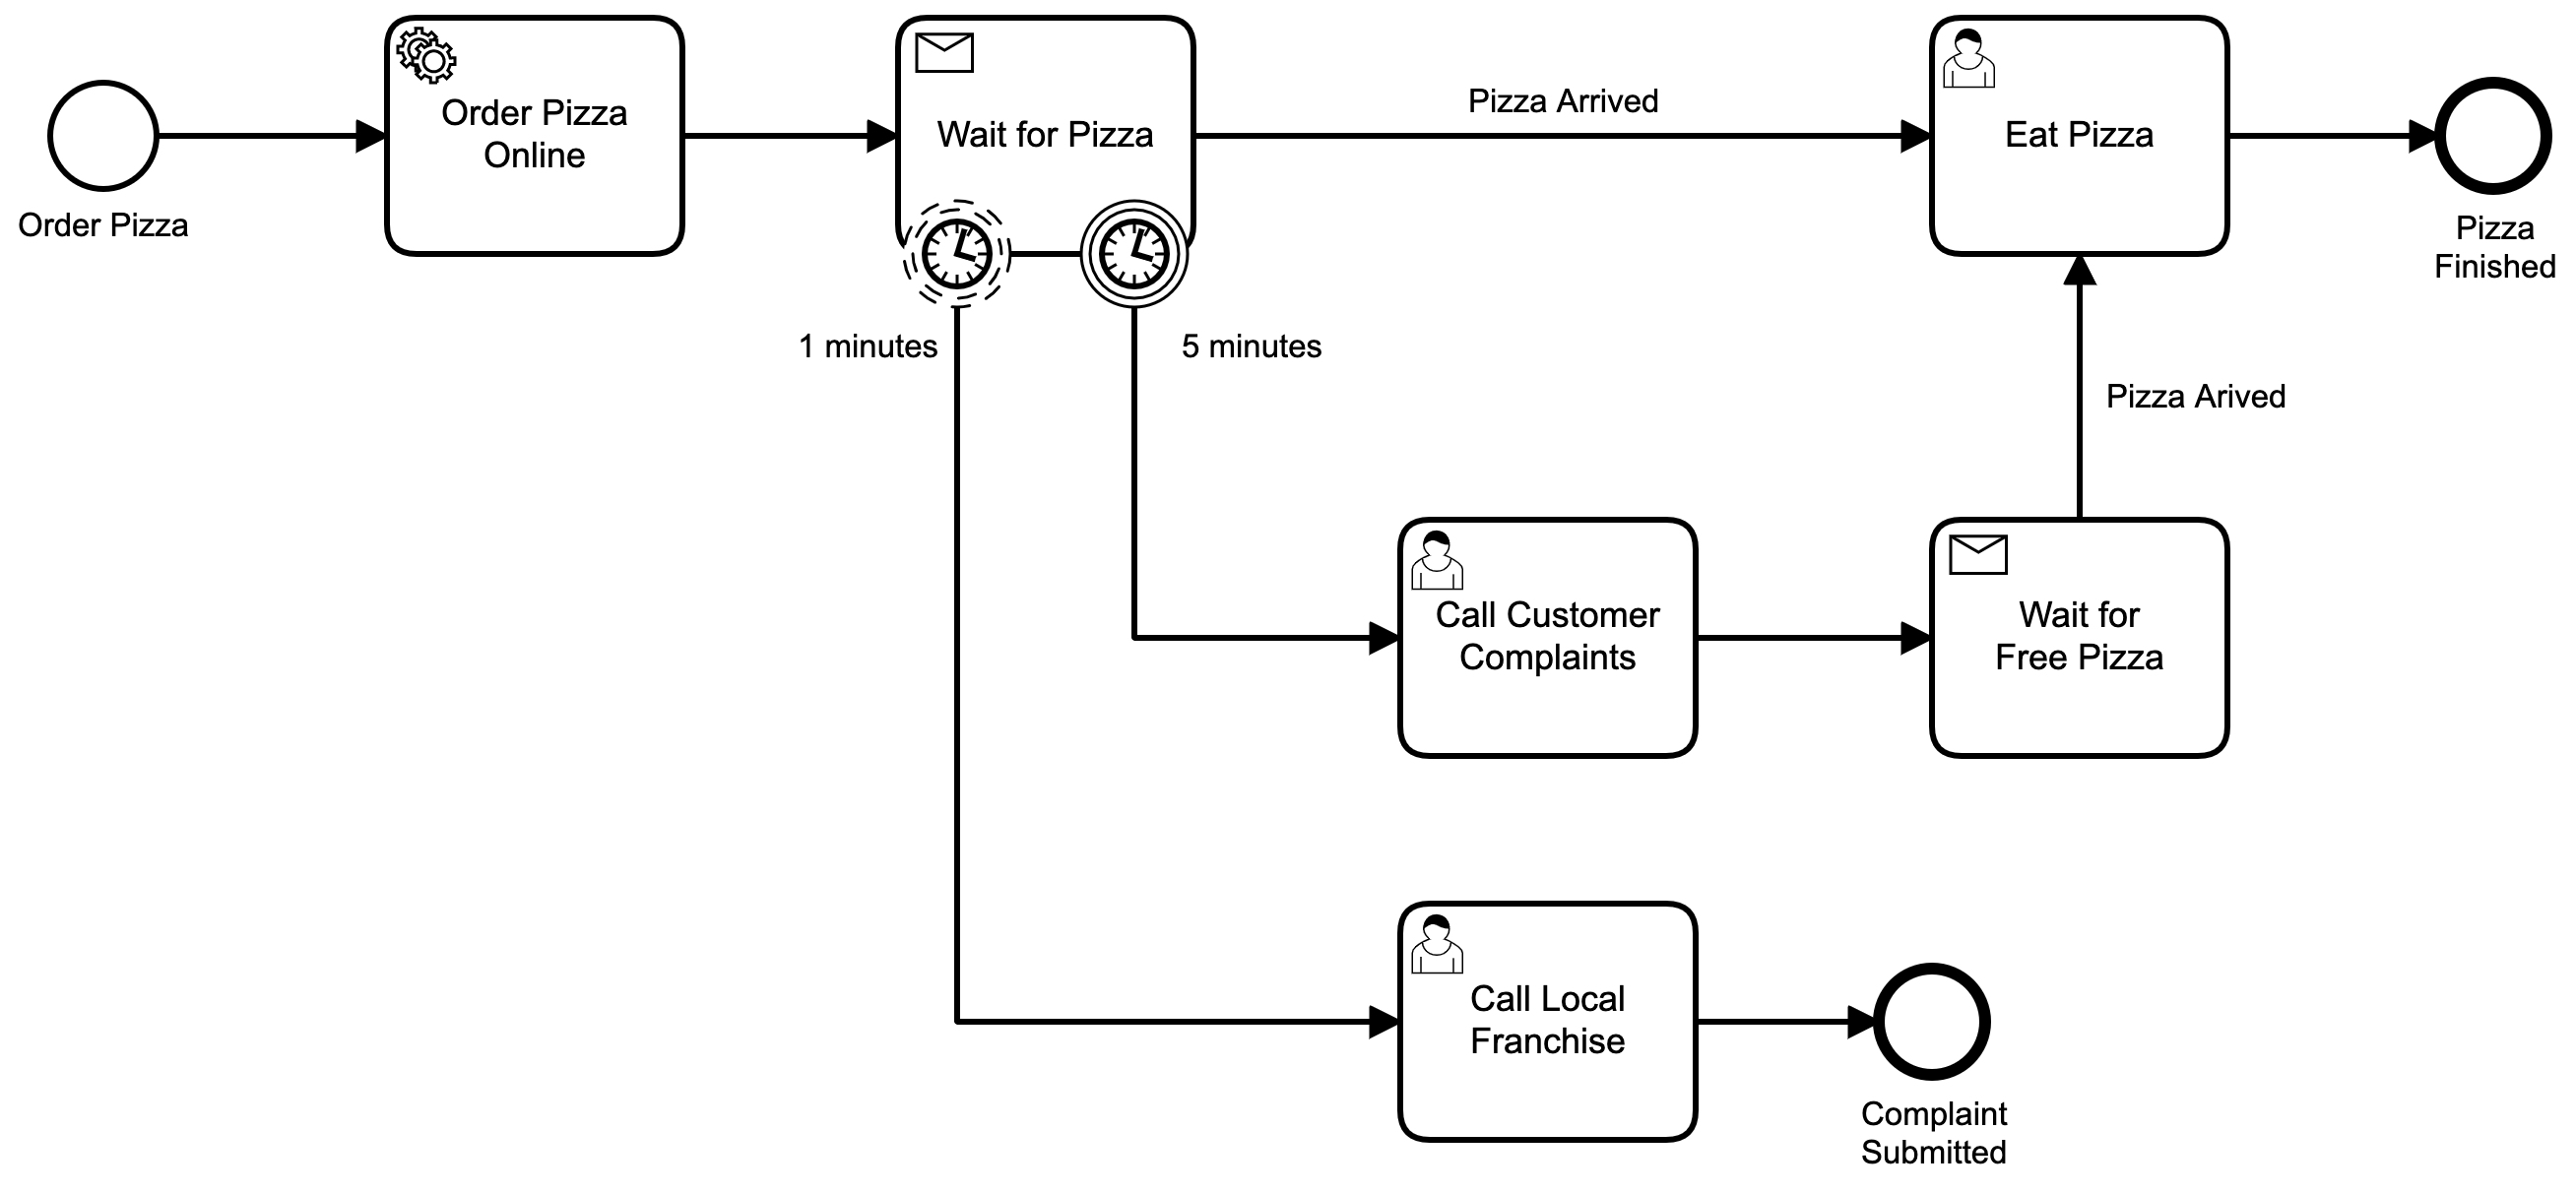 Order Pizza
Order Pizza
Online
Wait for Pizza
Pizza Arrived
Eat Pizza
Pizza
Finished
1 minutes
5 minutes
Pizza Arived
Call Customer
Complaints
Wait for
Free Pizza
Call Local
Franchise
Complaint
Submitted